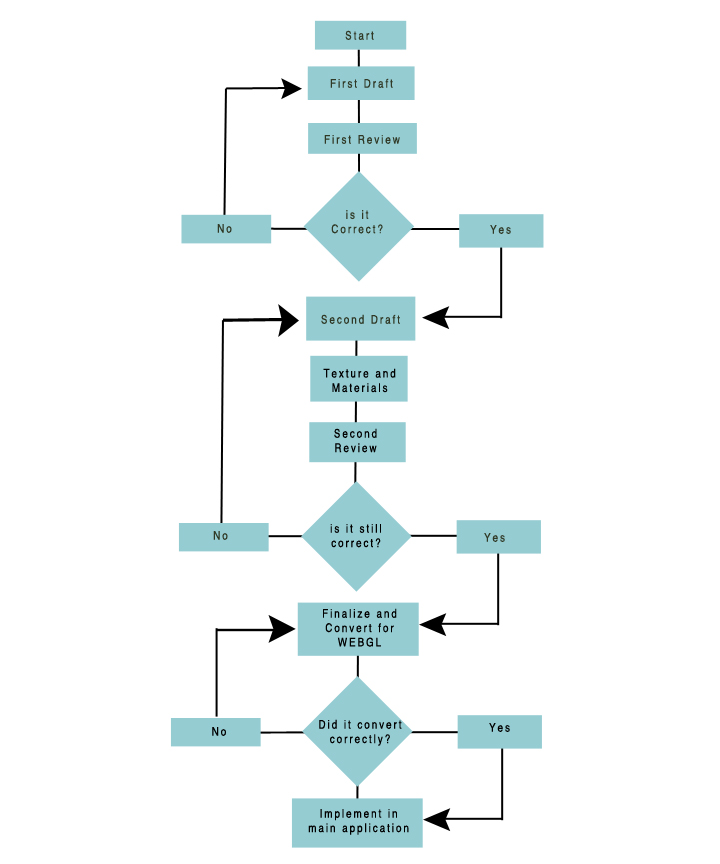 Start
First Draft
First Review
is it
Correct?
No
Yes
Second Draft
Texture and
Materials
Second
Review
is it still
correct?
No
Yes
Finalize and
Convert for
WEBGL
Did it convert
correctly?
No
Yes
Implement in
main application